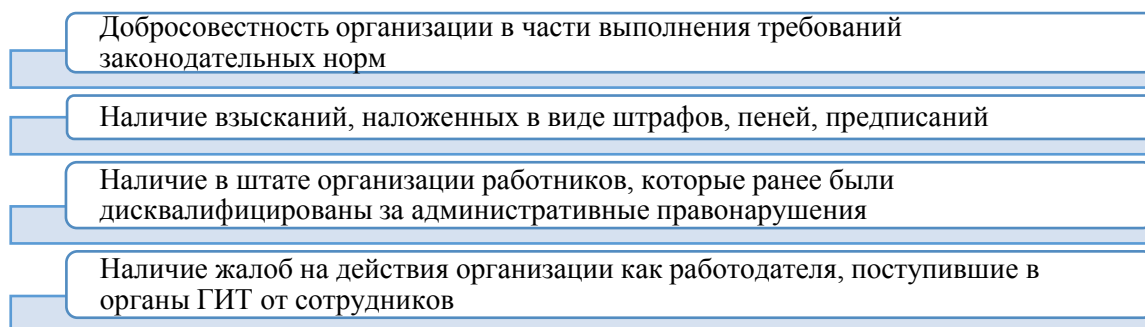 Добросовестность организации в части выполнения требований
законодательных норм
Наличие взысканий, наложенных в виде штрафов, пеней, предписаний
Наличие в штате организации работников, которые ранее были
дисквалифицированы за административные правонарушения
Наличие жалоб на действия организации как работодателя, поступившие в
органы ГИТ от сотрудников